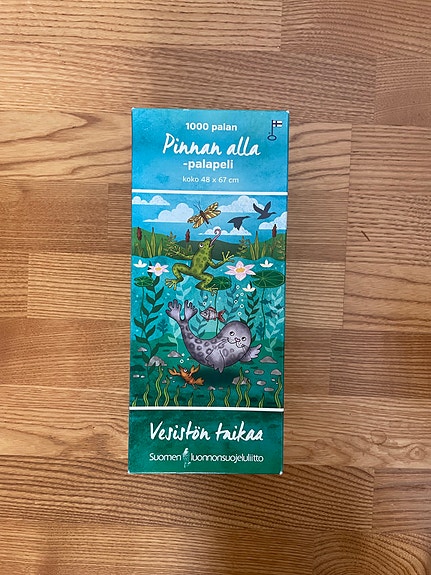 1000 palan
Pinnan alla
-palapeli
koko 48 x 67 cm
Vesistön taikaa
Suomen luonnonsuojeluliitto